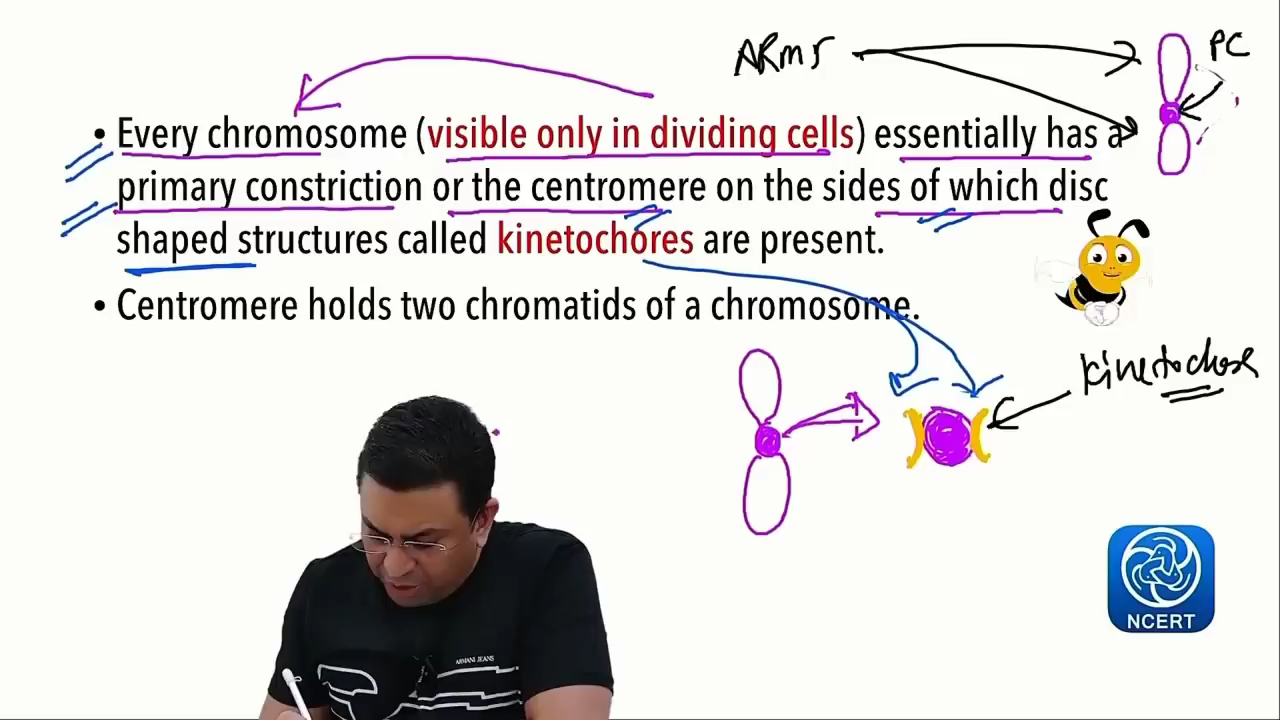 ARms
PC
• Every chromosome (visible only in dividing cells) essentially has a
primary constriction or the centromere on the sides of which disc
shaped structures called kinetochores are present.
• Centromere holds two chromatids of a chromosome.
kinetochore
ARMANI JEANS
NCERT